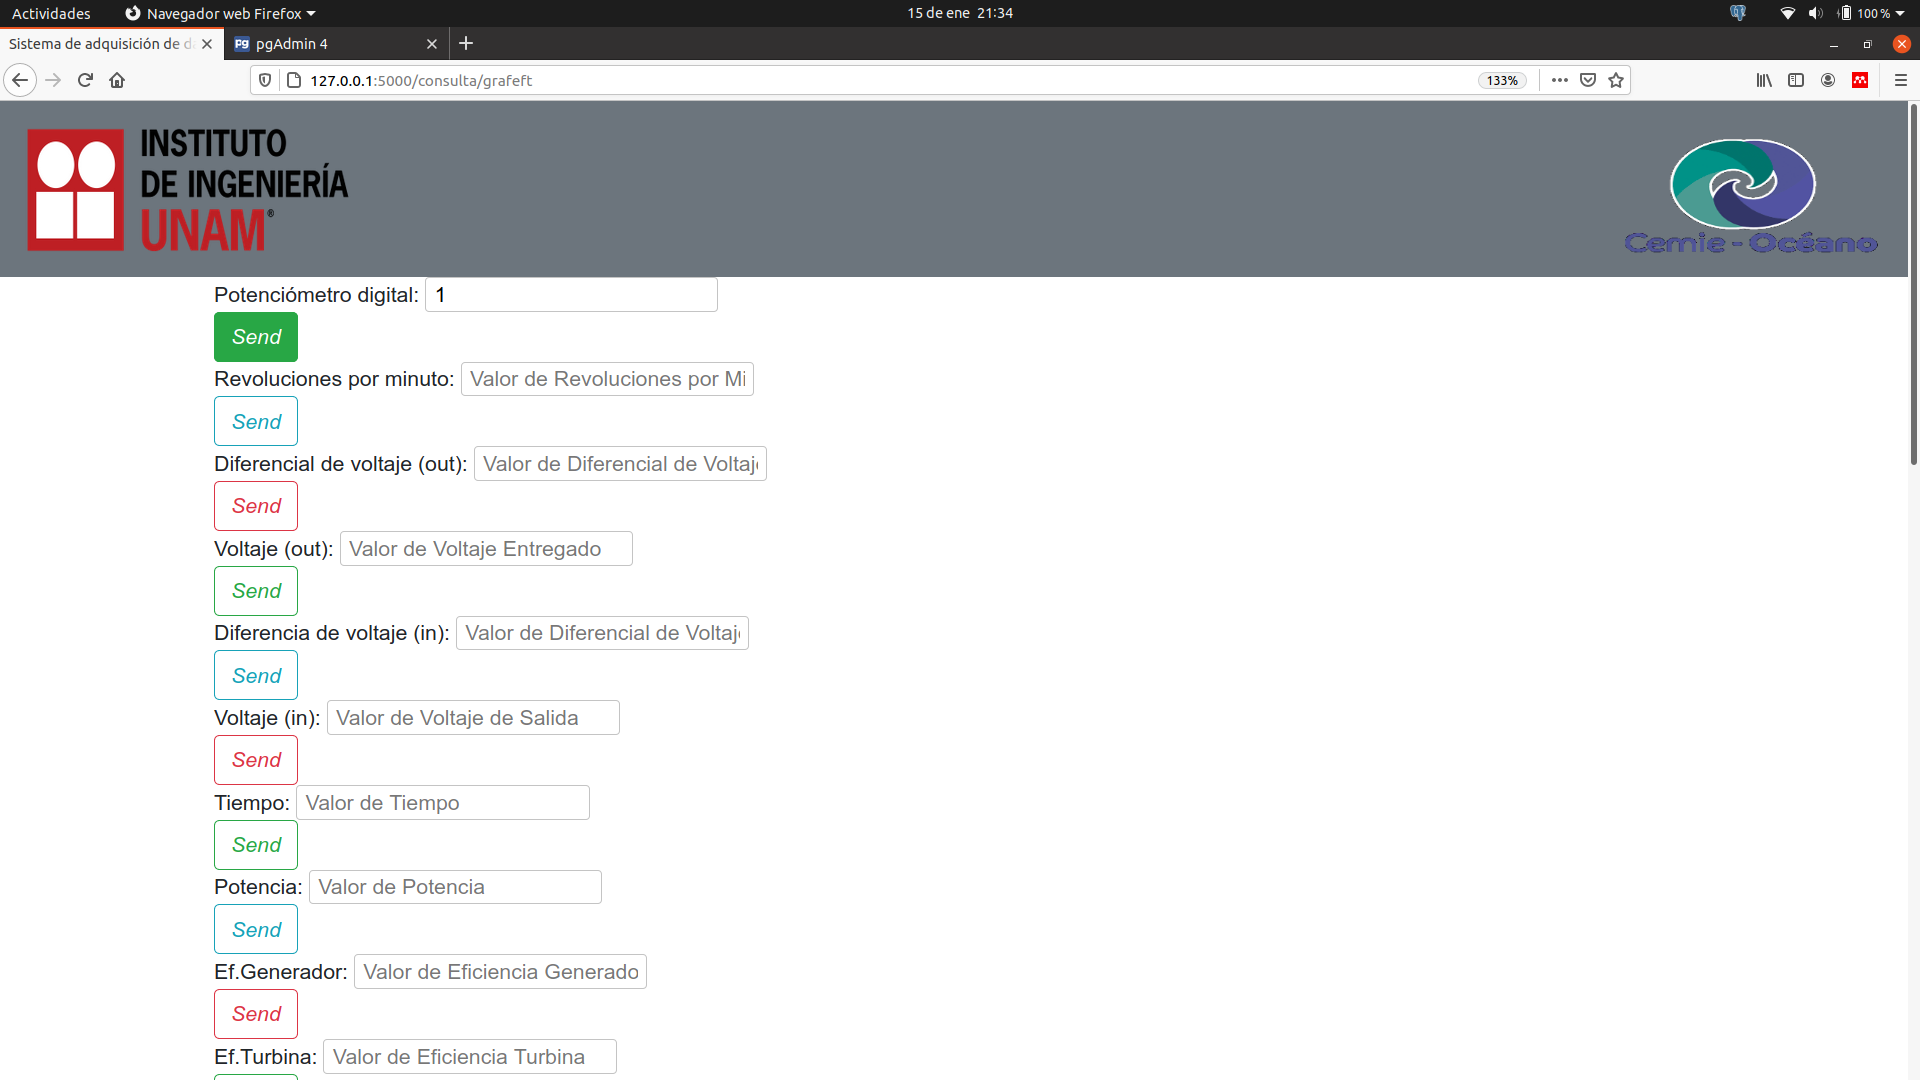 Actividades Navegador web Firefox 15 de ene 21:34 100 %
Sistema de adquisición de d pgAdmin 4
127.0.0.1:5000/consulta/grafeft 133%
INSTITUTO
DE INGENIERÍA
UNAM®
Cemie - Océano
Potenciómetro digital: 1
Send
Revoluciones por minuto: Valor de Revoluciones por Mi
Send
Diferencial de voltaje (out): Valor de Diferencial de Voltaj
Send
Voltaje (out): Valor de Voltaje Entregado
Send
Diferencia de voltaje (in): Valor de Diferencial de Voltaj
Send
Voltaje (in): Valor de Voltaje de Salida
Send
Tiempo: Valor de Tiempo
Send
Potencia: Valor de Potencia
Send
Ef.Generador: Valor de Eficiencia Generado
Send
Ef.Turbina: Valor de Eficiencia Turbina